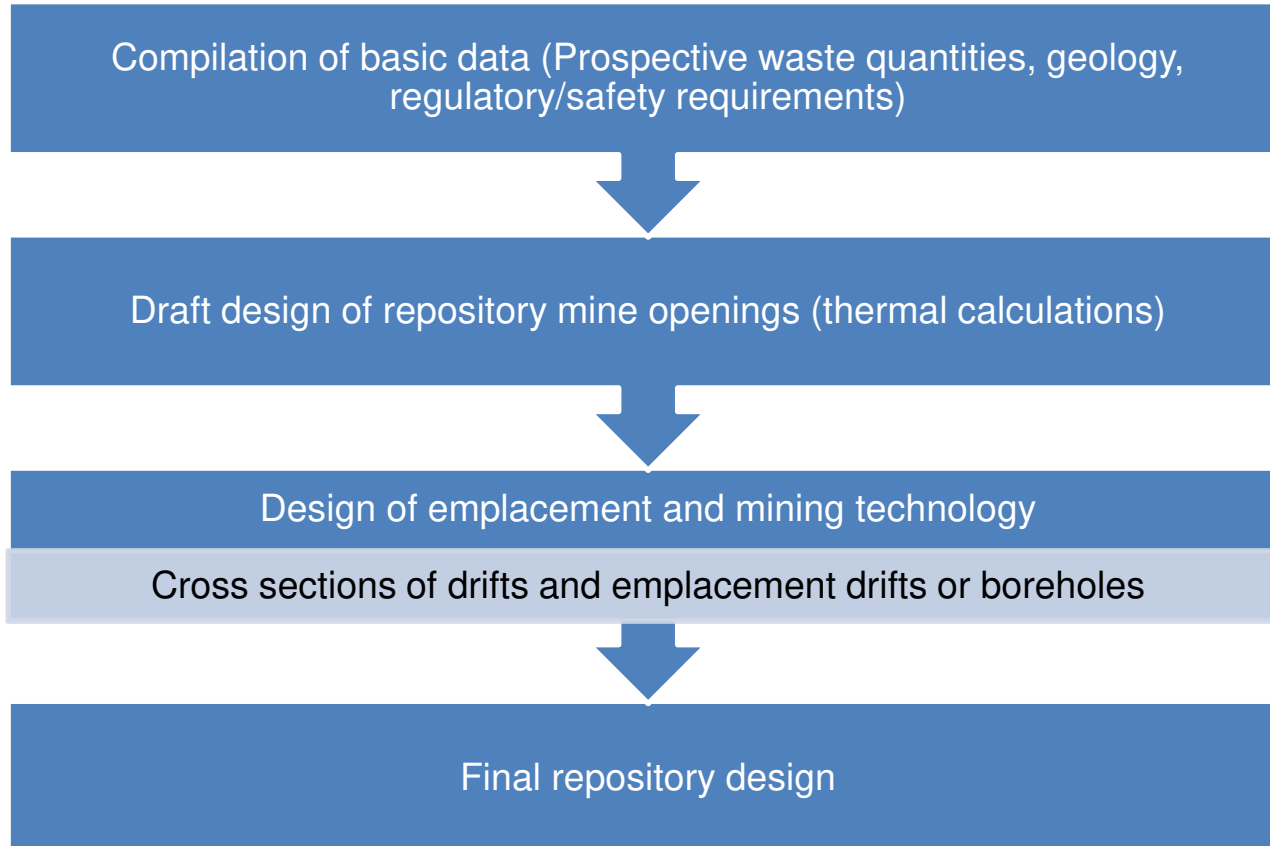 Compilation of basic data (Prospective waste quantities, geology,
regulatory/safety requirements)
Draft design of repository mine openings (thermal calculations)
Design of emplacement and mining technology
Cross sections of drifts and emplacement drifts or boreholes
Final repository design